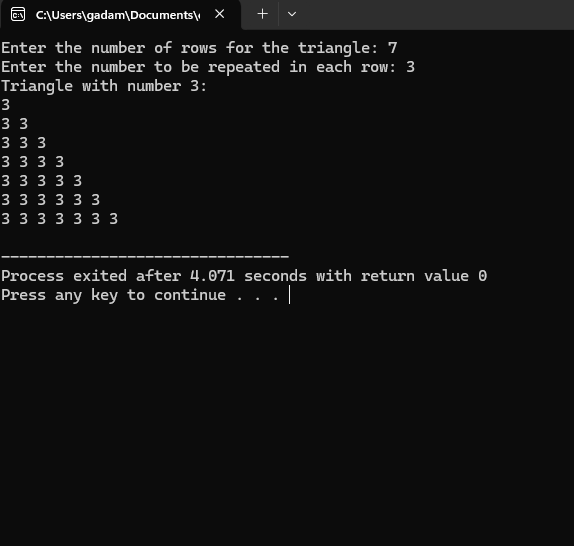 C:\Users\gadam\Documents\
Enter the number of rows for the triangle: 7
Enter the number to be repeated in each row: 3
Triangle with number 3:
3
3 3
3 3 3
3 3 3 3
3 3 3 3 3
3 3 3 3 3 3
3 3 3 3 3 3 3
--------------------------------
Process exited after 4.071 seconds with return value 0
Press any key to continue . . .